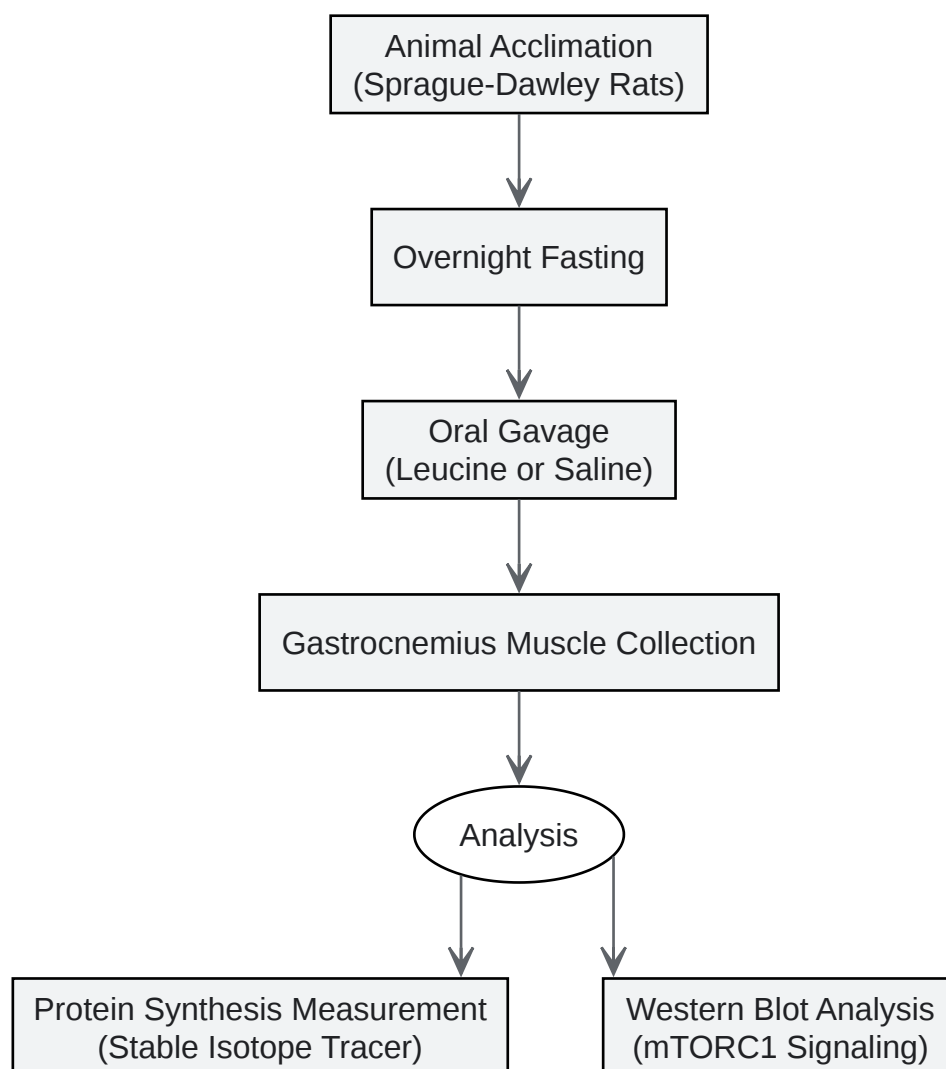 Animal Acclimation
(Sprague-Dawley Rats)
Overnight Fasting
Oral Gavage
(Leucine or Saline)
Gastrocnemius Muscle Collection
Analysis
Protein Synthesis Measurement
(Stable Isotope Tracer)
Western Blot Analysis
(mTORC1 Signaling)